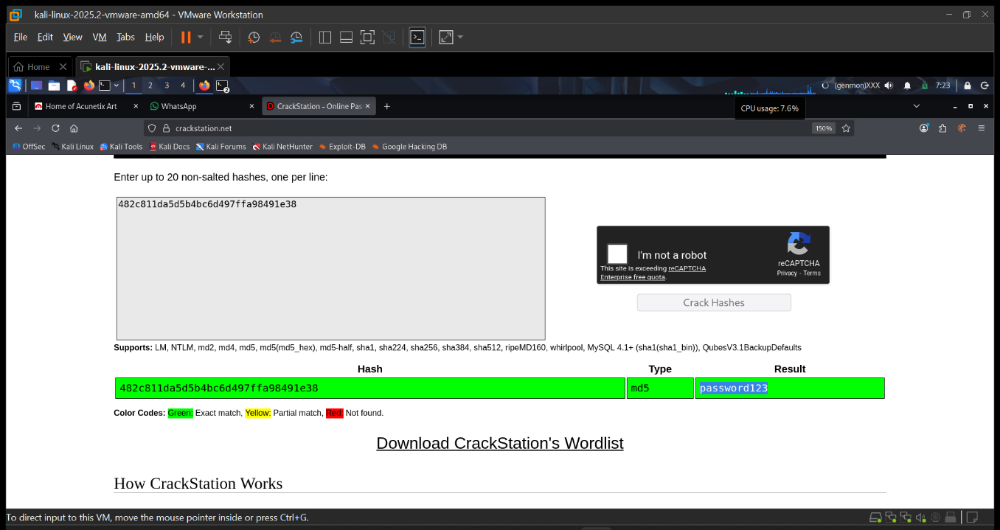 kali-linux-2025.2-vmware-amd64 - VMware Workstation
File Edit View VM Tabs Help
Home kali-linux-2025.2-vmware-...
1 2 3 4 2 (genmon)XXX 7:23
Home of Acunetix Art WhatsApp CrackStation - Online Pas
CPU usage: 7.6%
crackstation.net 150%
OffSec Kali Linux Kali Tools Kali Docs Kali Forums Kali NetHunter Exploit-DB Google Hacking DB
Enter up to 20 non-salted hashes, one per line:
482c811da5d5b4bc6d497ffa98491e38
I'm not a robot
This site is exceeding reCAPTCHA
Enterprise free quota.
reCAPTCHA
Privacy - Terms
Crack Hashes
Supports: LM, NTLM, md2, md4, md5, md5(md5_hex), md5-half, sha1, sha224, sha256, sha384, sha512, ripeMD160, whirlpool, MySQL 4.1+ (sha1(sha1_bin)), QubesV3.1BackupDefaults
Hash Type Result
482c811da5d5b4bc6d497ffa98491e38 md5 password123
Color Codes: Green: Exact match, Yellow: Partial match, Red: Not found.
Download CrackStation's Wordlist
How CrackStation Works
To direct input to this VM, move the mouse pointer inside or press Ctrl+G.